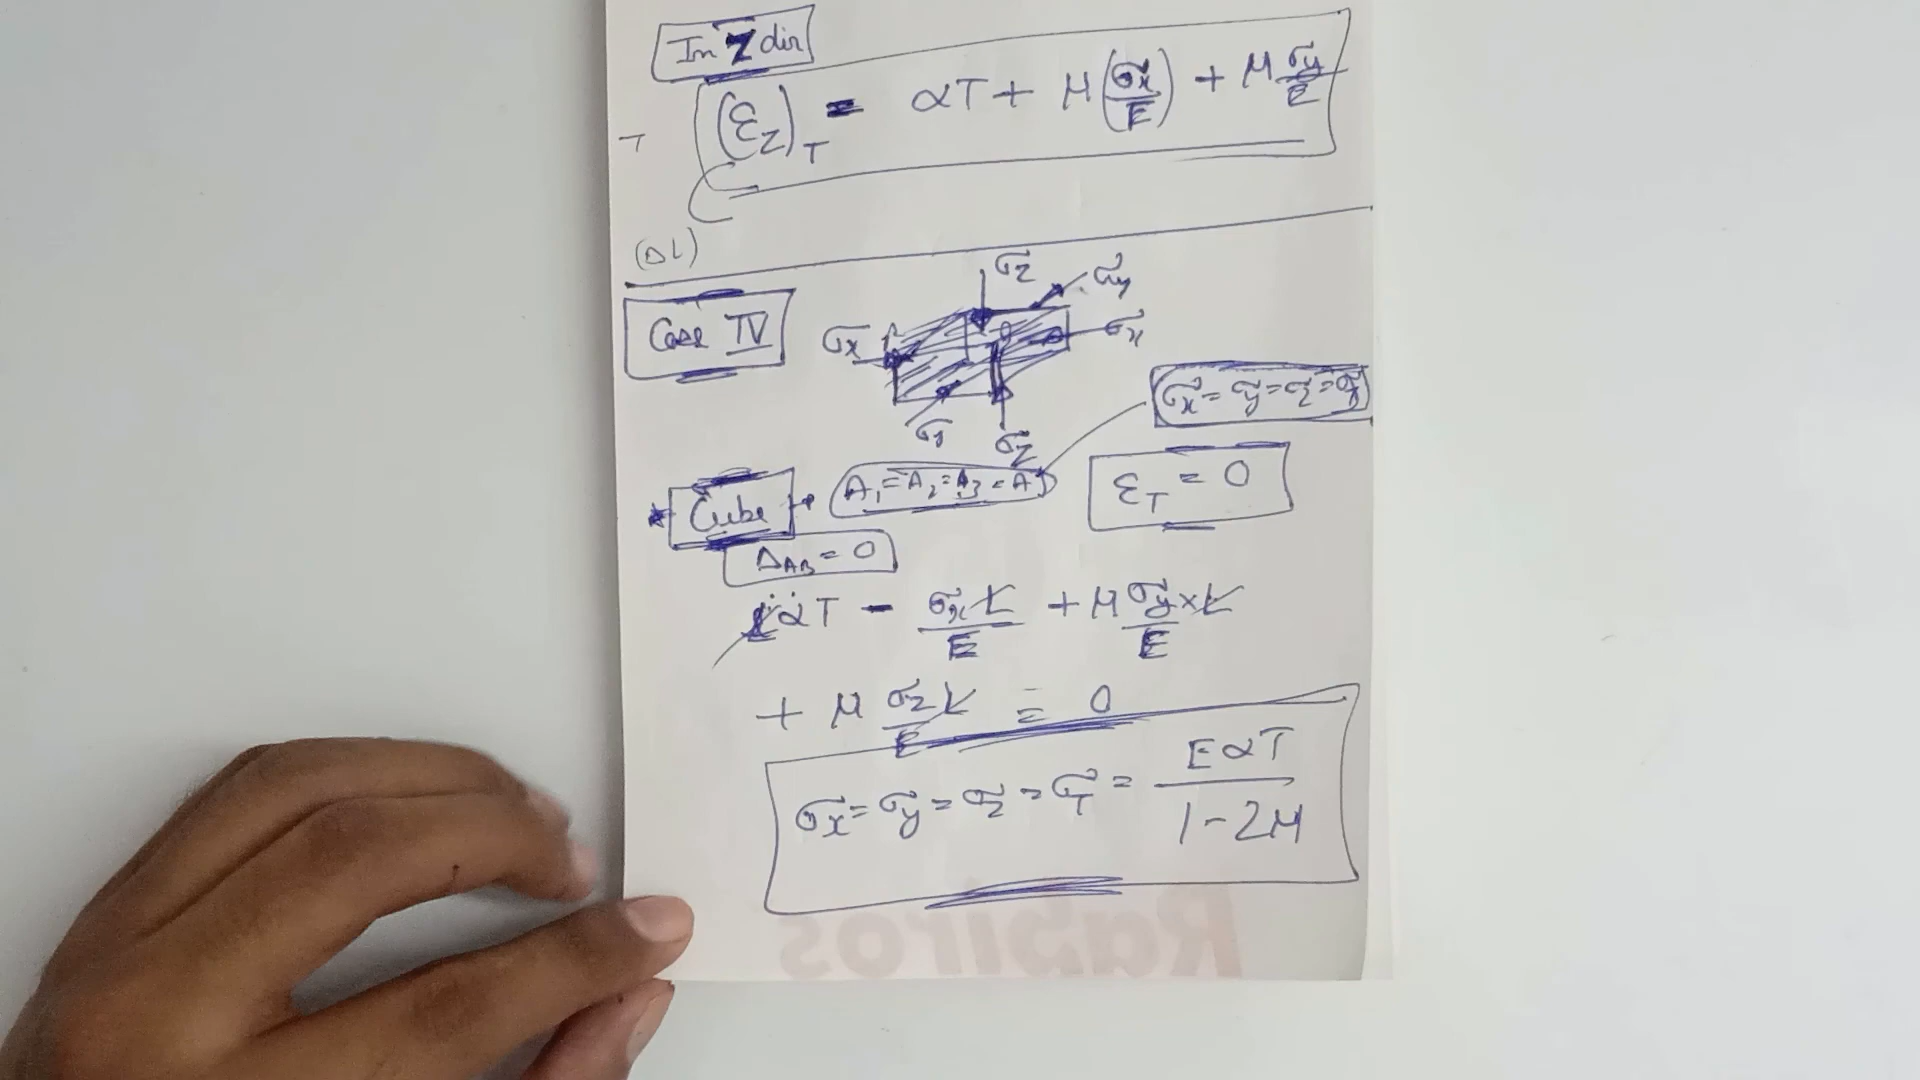 In Z dir
(εz)T = αT + μ(σx/E) + μ σy/E
(ΔL)
σz σy
Case IV
σx σx
σx = σy = σz = σT
σy σz
* Cube → A1 = A2 = A3 = A
εT = 0
ΔAB = 0
LαT - σx L/E + μ σy/E × L
+ μ σz L/E = 0
σx = σy = σz = σT = EαT/1-2μ